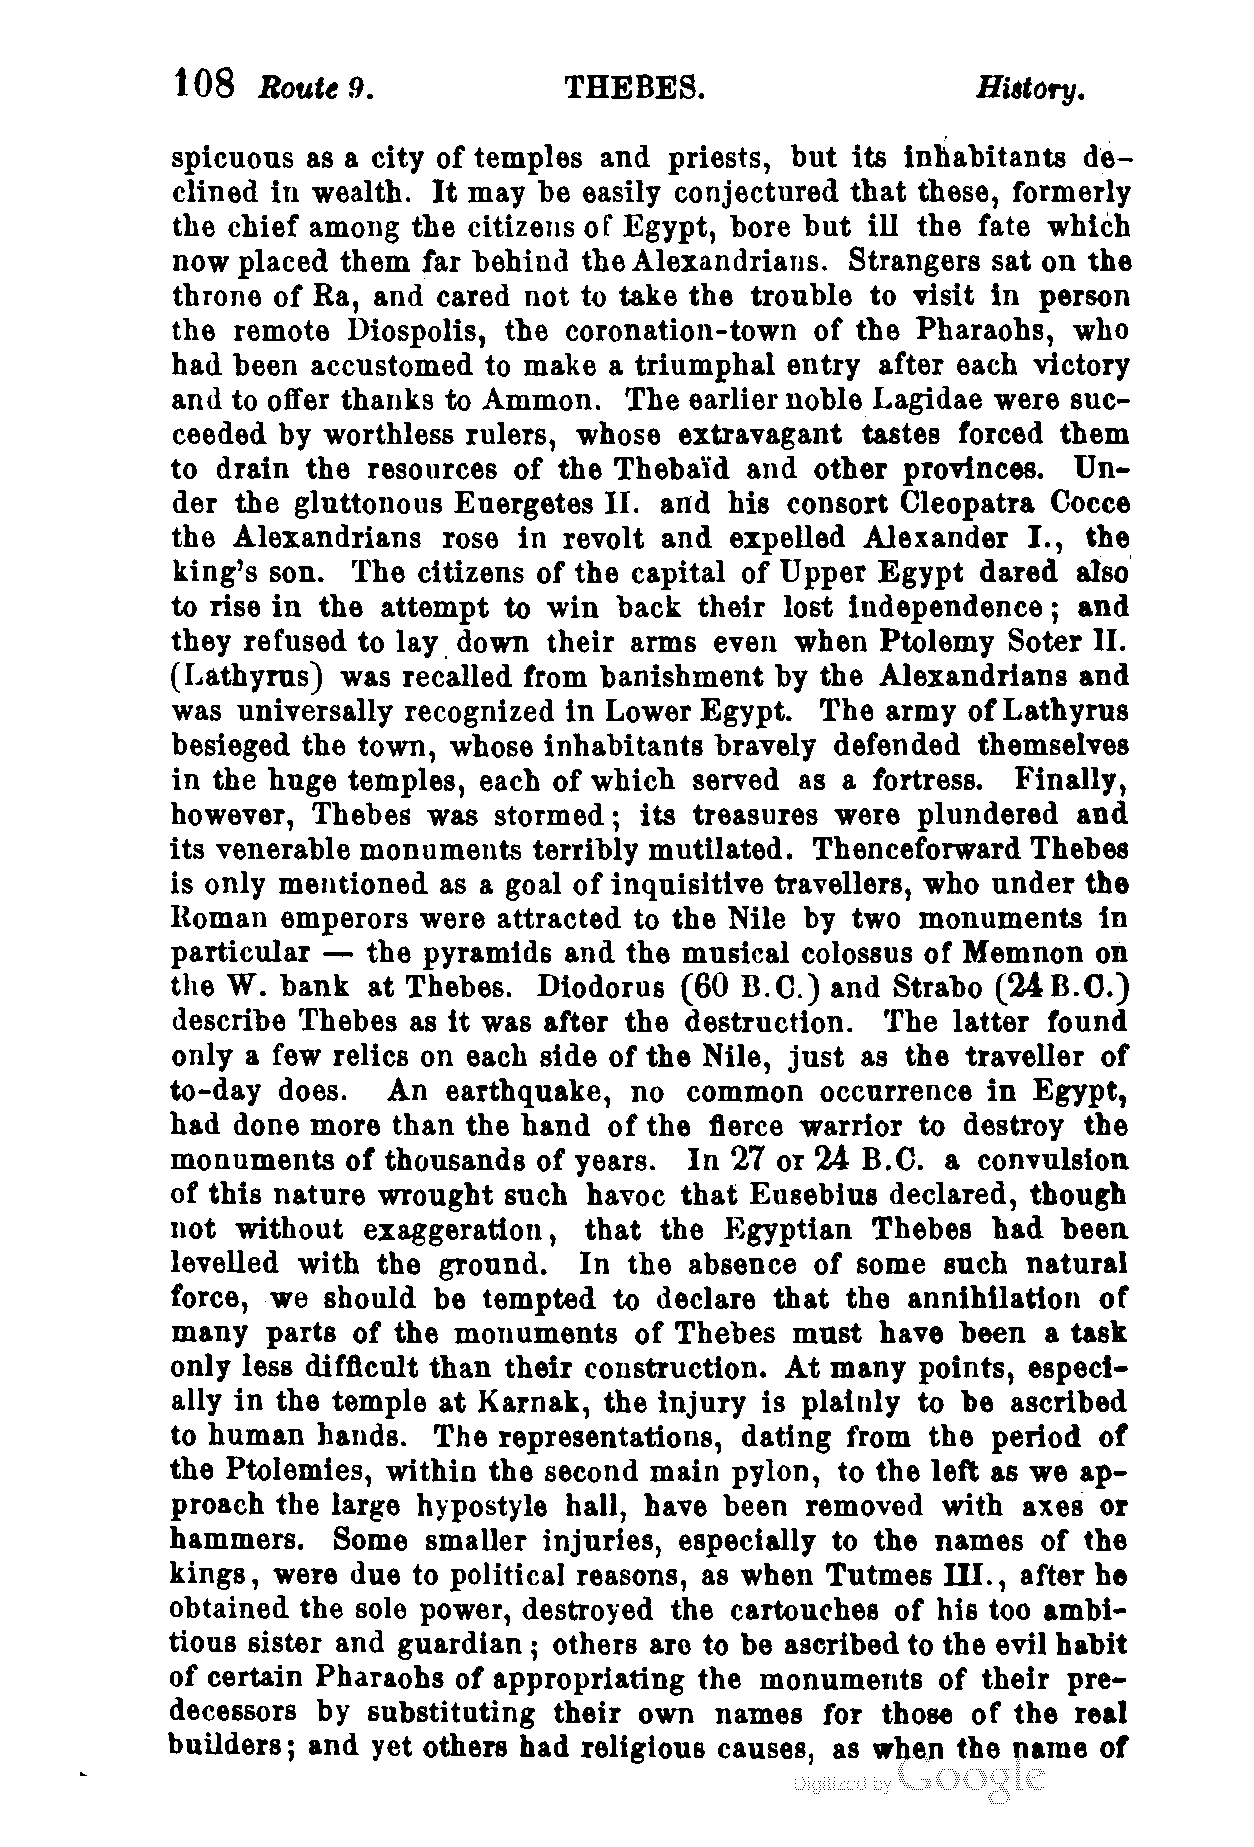 108 Route 9. THEBES. History.
spicuous as a city of temples and priests, but its inhabitants de-
clined in wealth. It may be easily conjectured that these, formerly
the chief among the citizens of Egypt, bore but ill the fate which
now placed them far behind the Alexandrians. Strangers sat on the
throne of Ra, and cared not to take the trouble to visit in person
the remote Diospolis, the coronation-town of the Pharaohs, who
had been accustomed to make a triumphal entry after each victory
and to offer thanks to Ammon. The earlier noble Lagidae were suc-
ceeded by worthless rulers, whose extravagant tastes forced them
to drain the resources of the Thebaïd and other provinces. Un-
der the gluttonous Euergetes II. and his consort Cleopatra Cocce
the Alexandrians rose in revolt and expelled Alexander I., the
king's son. The citizens of the capital of Upper Egypt dared also
to rise in the attempt to win back their lost independence; and
they refused to lay down their arms even when Ptolemy Soter II.
(Lathyrus) was recalled from banishment by the Alexandrians and
was universally recognized in Lower Egypt. The army of Lathyrus
besieged the town, whose inhabitants bravely defended themselves
in the huge temples, each of which served as a fortress. Finally,
however, Thebes was stormed; its treasures were plundered and
its venerable monuments terribly mutilated. Thenceforward Thebes
is only mentioned as a goal of inquisitive travellers, who under the
Roman emperors were attracted to the Nile by two monuments in
particular — the pyramids and the musical colossus of Memnon on
the W. bank at Thebes. Diodorus (60 B.C.) and Strabo (24 B.C.)
describe Thebes as it was after the destruction. The latter found
only a few relics on each side of the Nile, just as the traveller of
to-day does. An earthquake, no common occurrence in Egypt,
had done more than the hand of the fierce warrior to destroy the
monuments of thousands of years. In 27 or 24 B.C. a convulsion
of this nature wrought such havoc that Eusebius declared, though
not without exaggeration, that the Egyptian Thebes had been
levelled with the ground. In the absence of some such natural
force, we should be tempted to declare that the annihilation of
many parts of the monuments of Thebes must have been a task
only less difficult than their construction. At many points, especi-
ally in the temple at Karnak, the injury is plainly to be ascribed
to human hands. The representations, dating from the period of
the Ptolemies, within the second main pylon, to the left as we ap-
proach the large hypostyle hall, have been removed with axes or
hammers. Some smaller injuries, especially to the names of the
kings, were due to political reasons, as when Tutmes III., after he
obtained the sole power, destroyed the cartouches of his too ambi-
tious sister and guardian; others are to be ascribed to the evil habit
of certain Pharaohs of appropriating the monuments of their pre-
decessors by substituting their own names for those of the real
builders; and yet others had religious causes, as when the name of
Digitized by Google